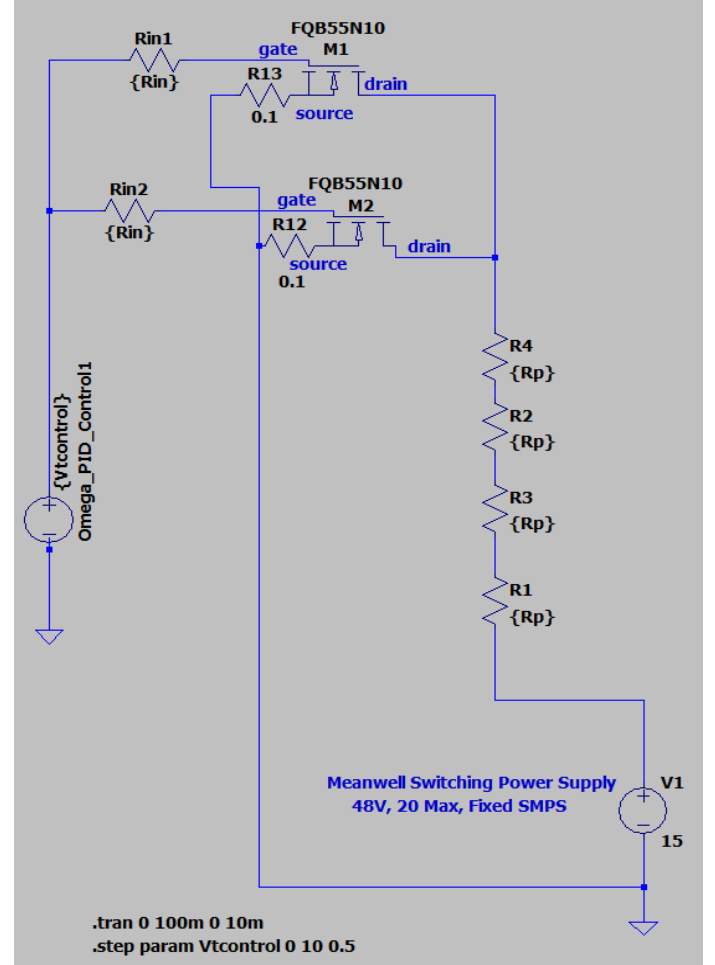 FQB55N10
Rin1
gate
M1
{Rin}
R13
drain
0.1
source
Rin2
FQB55N10
gate
M2
{Rin}
R12
drain
source
0.1
R4
{Rp}
R2
{Rp}
{Vtcontrol}
Omega_PID_Control1
R3
{Rp}
R1
{Rp}
Meanwell Switching Power Supply
48V, 20 Max, Fixed SMPS
V1
15
.tran 0 100m 0 10m
.step param Vtcontrol 0 10 0.5